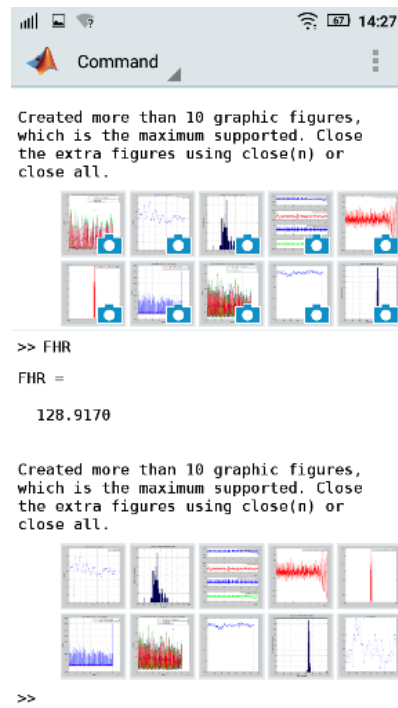 67 14:27
Command
Created more than 10 graphic figures,
which is the maximum supported. Close
the extra figures using close(n) or
close all.
>> FHR
FHR =
128.9170
Created more than 10 graphic figures,
which is the maximum supported. Close
the extra figures using close(n) or
close all.
>>